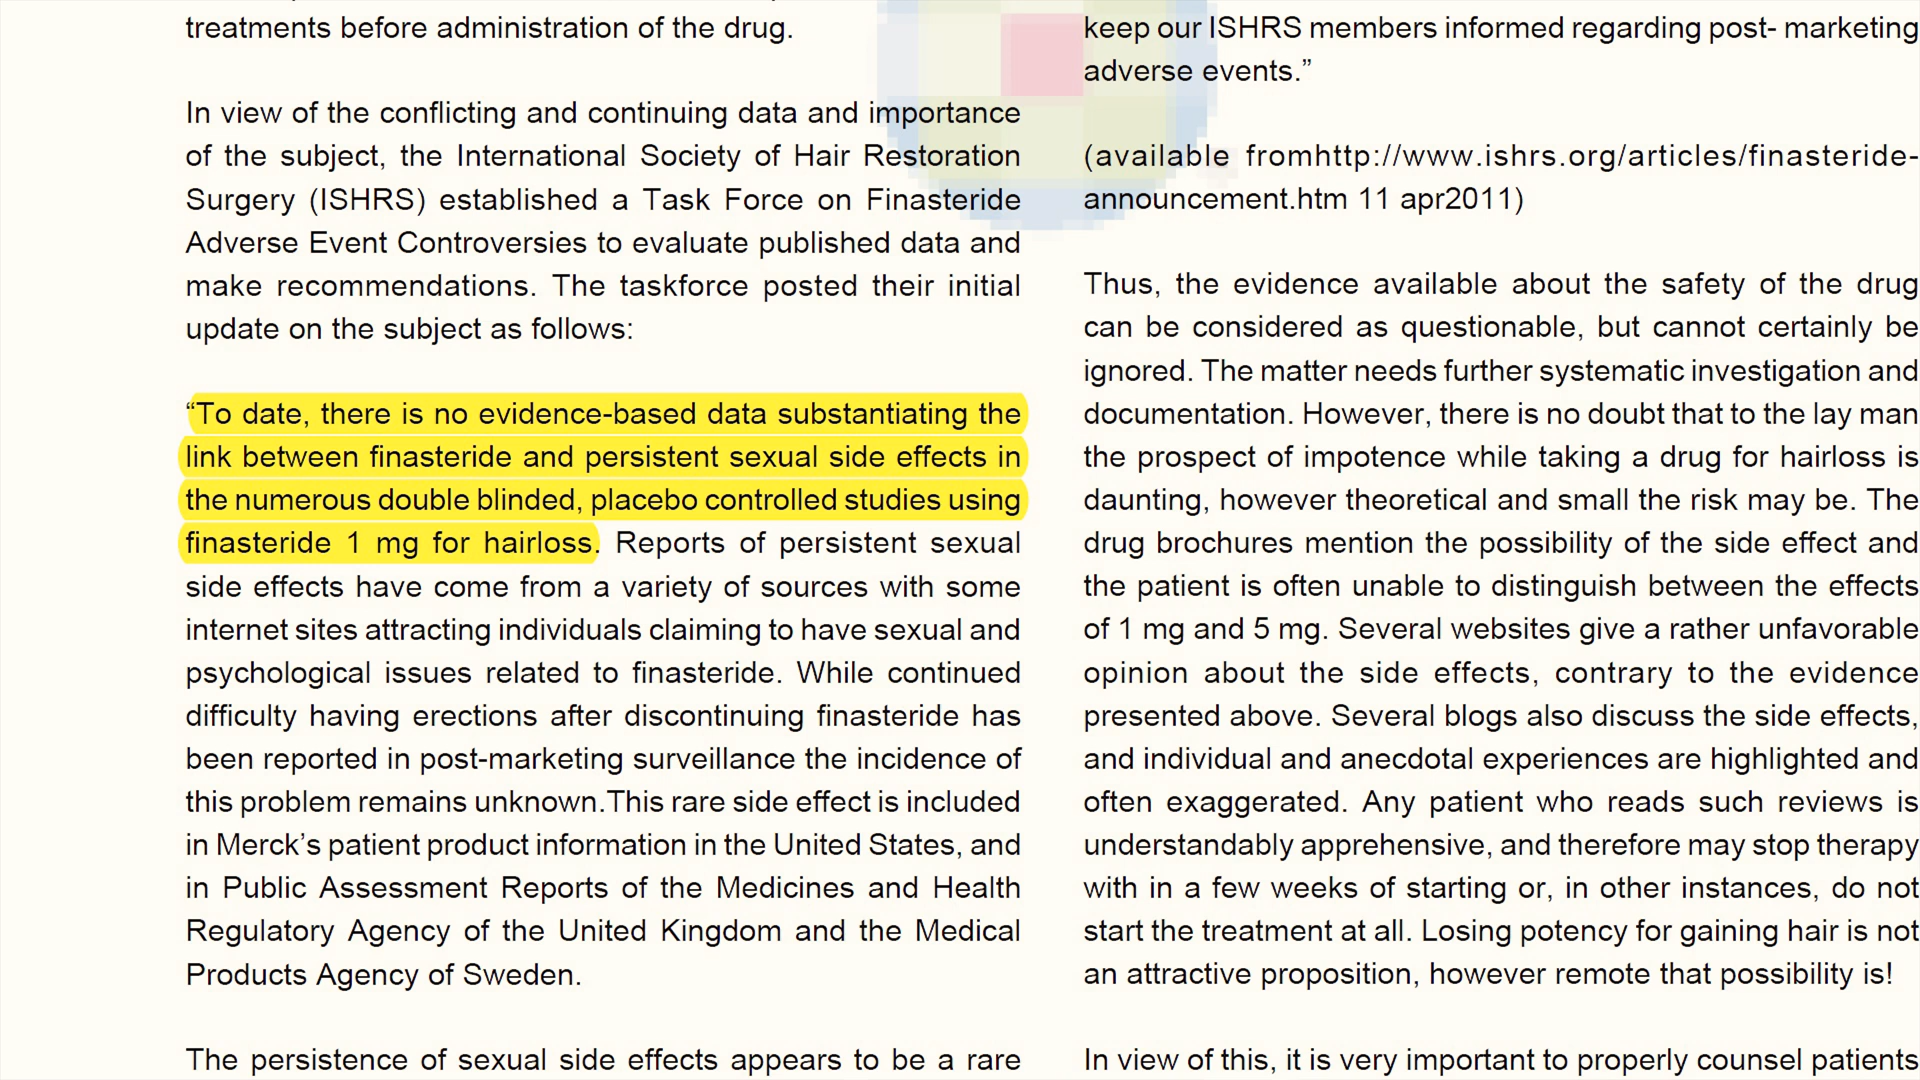 treatments before administration of the drug.
In view of the conflicting and continuing data and importance
of the subject, the International Society of Hair Restoration
Surgery (ISHRS) established a Task Force on Finasteride
Adverse Event Controversies to evaluate published data and
make recommendations. The taskforce posted their initial
update on the subject as follows:
“To date, there is no evidence-based data substantiating the
link between finasteride and persistent sexual side effects in
the numerous double blinded, placebo controlled studies using
finasteride 1 mg for hairloss. Reports of persistent sexual
side effects have come from a variety of sources with some
internet sites attracting individuals claiming to have sexual and
psychological issues related to finasteride. While continued
difficulty having erections after discontinuing finasteride has
been reported in post-marketing surveillance the incidence of
this problem remains unknown.This rare side effect is included
in Merck’s patient product information in the United States, and
in Public Assessment Reports of the Medicines and Health
Regulatory Agency of the United Kingdom and the Medical
Products Agency of Sweden.
The persistence of sexual side effects appears to be a rare
keep our ISHRS members informed regarding post- marketing
adverse events.”
(available fromhttp://www.ishrs.org/articles/finasteride-
announcement.htm 11 apr2011)
Thus, the evidence available about the safety of the drug
can be considered as questionable, but cannot certainly be
ignored. The matter needs further systematic investigation and
documentation. However, there is no doubt that to the lay man
the prospect of impotence while taking a drug for hairloss is
daunting, however theoretical and small the risk may be. The
drug brochures mention the possibility of the side effect and
the patient is often unable to distinguish between the effects
of 1 mg and 5 mg. Several websites give a rather unfavorable
opinion about the side effects, contrary to the evidence
presented above. Several blogs also discuss the side effects,
and individual and anecdotal experiences are highlighted and
often exaggerated. Any patient who reads such reviews is
understandably apprehensive, and therefore may stop therapy
with in a few weeks of starting or, in other instances, do not
start the treatment at all. Losing potency for gaining hair is not
an attractive proposition, however remote that possibility is!
In view of this, it is very important to properly counsel patients